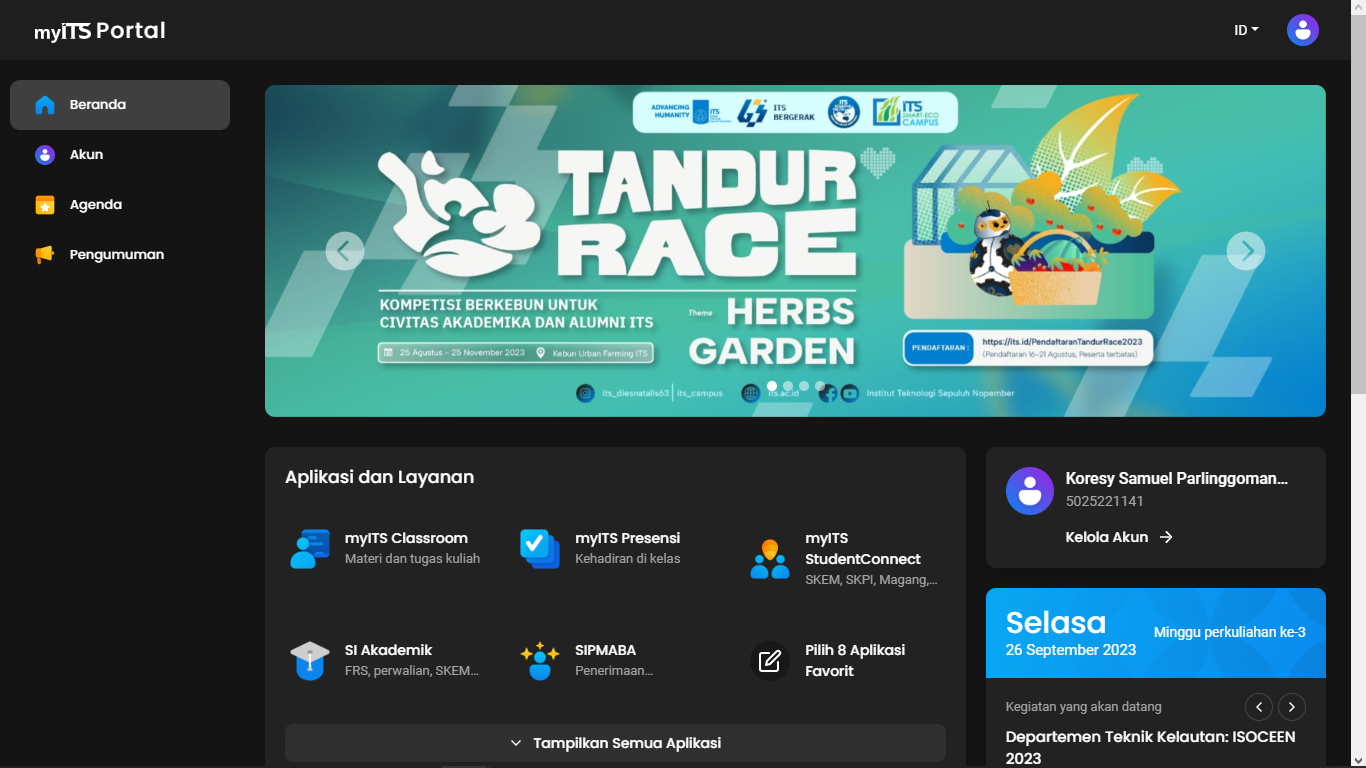 myITS Portal
ID
Beranda
Akun
Agenda
Pengumuman
ADVANCING
HUMANITY
ITS
ITS
BERGERAK
ITS
SMART-ECO
CAMPUS
TANDUR
RACE
KOMPETISI BERKEBUN UNTUK
CIVITAS AKADEMIKA DAN ALUMNI ITS
Theme
HERBS
GARDEN
25 Agustus - 25 November 2023
Kebun Urban Farming ITS
PENDAFTARAN :
https://its.id/PendaftaranTandurRace2023
(Pendaftaran 16-21 Agustus, Peserta terbatas)
its_diesnatalis63 | its_campus
its.ac.id
Institut Teknologi Sepuluh Nopember
Aplikasi dan Layanan
myITS Classroom
Materi dan tugas kuliah
myITS Presensi
Kehadiran di kelas
myITS
StudentConnect
SKEM, SKPI, Magang,...
SI Akademik
FRS, perwalian, SKEM...
SIPMABA
Penerimaan...
Pilih 8 Aplikasi
Favorit
Tampilkan Semua Aplikasi
Koresy Samuel Parlinggoman...
5025221141
Kelola Akun
Selasa
26 September 2023
Minggu perkuliahan ke-3
Kegiatan yang akan datang
Departemen Teknik Kelautan: ISOCEEN
2023